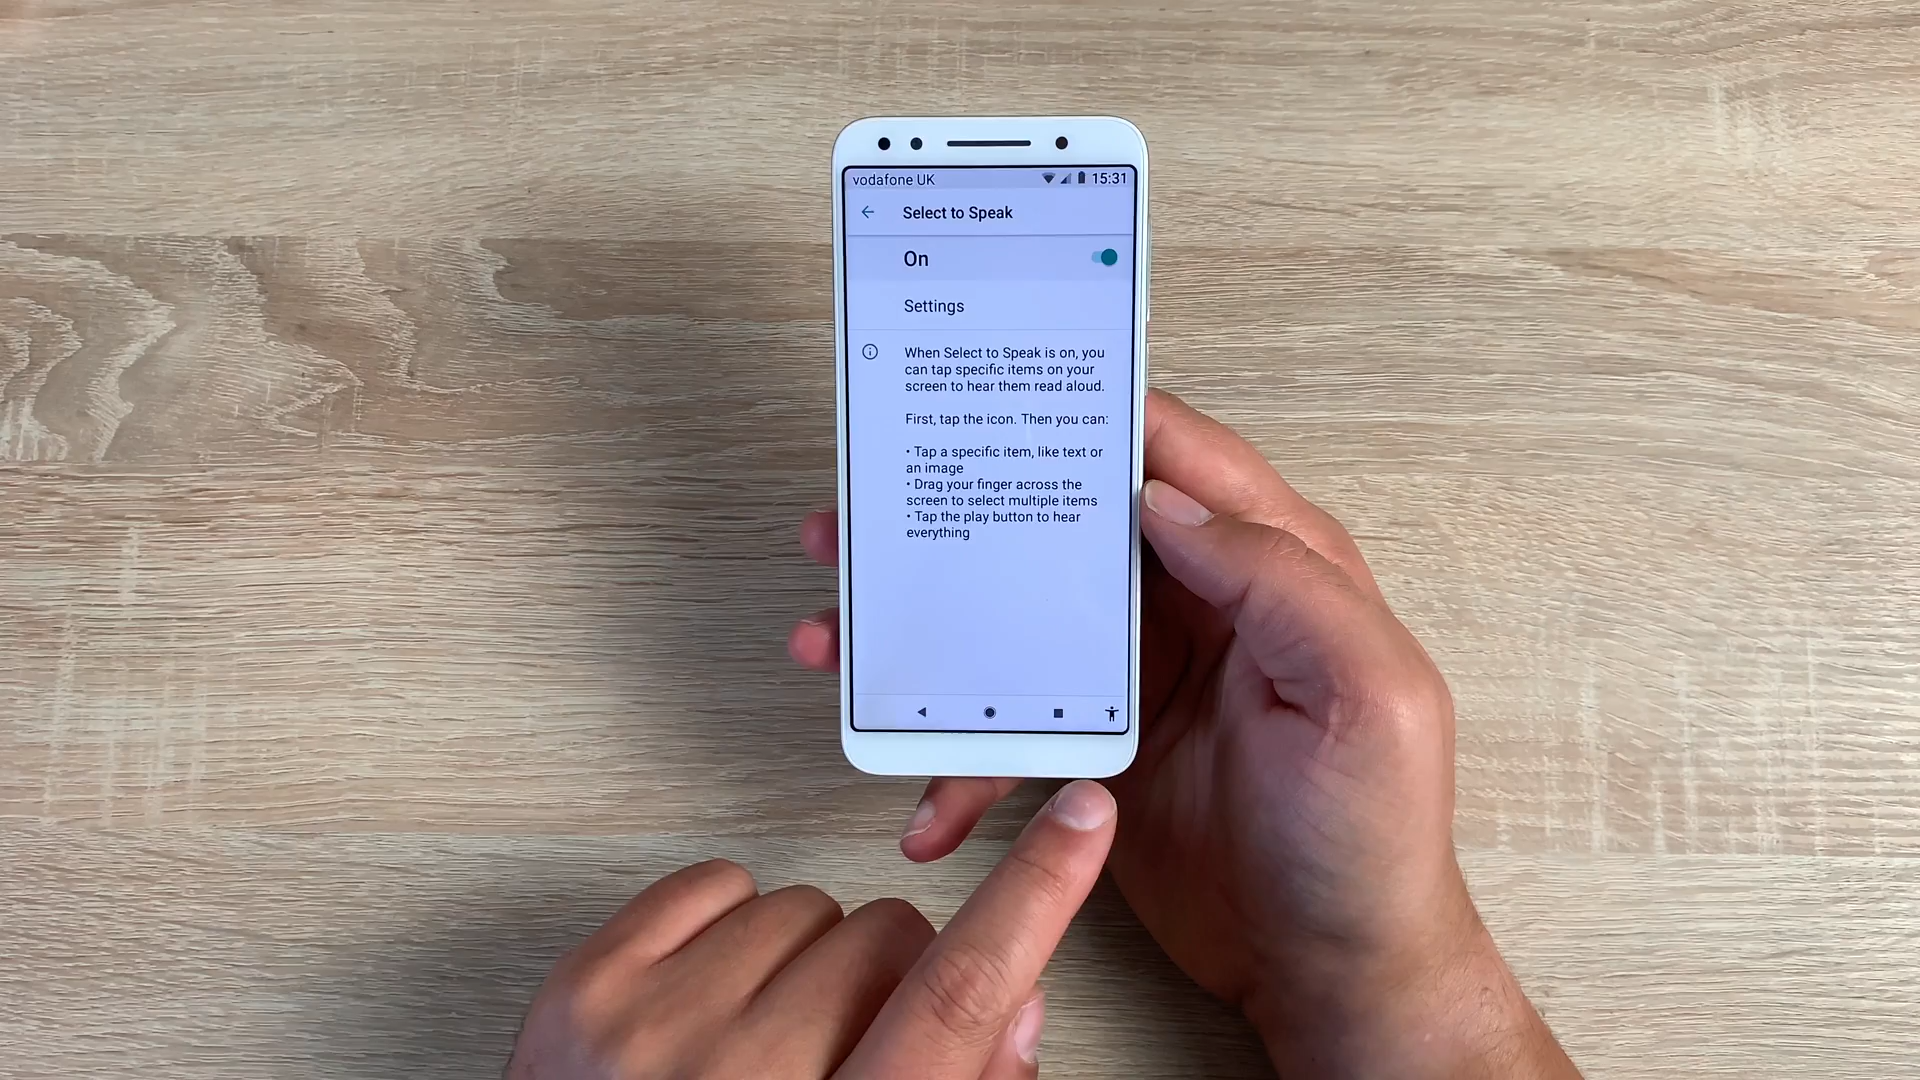 vodafone UK 15:31
Select to Speak
On
Settings
When Select to Speak is on, you
can tap specific items on your
screen to hear them read aloud.
First, tap the icon. Then you can:
• Tap a specific item, like text or
an image
• Drag your finger across the
screen to select multiple items
• Tap the play button to hear
everything